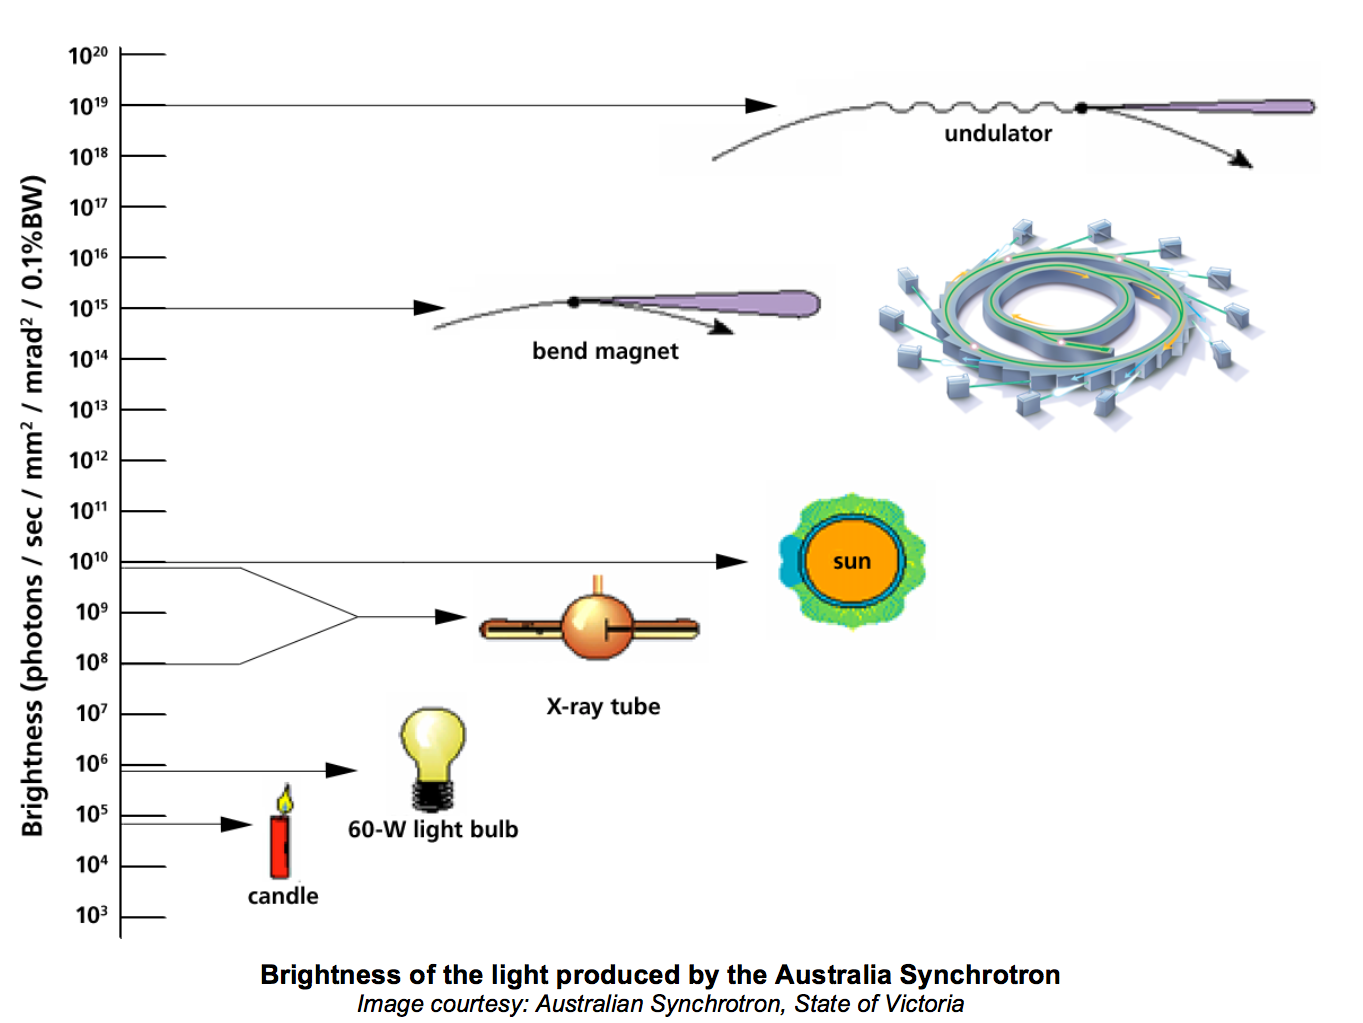 Brightness (photons / sec / mm² / mrad² / 0.1%BW)
10²⁰
10¹⁹
10¹⁸
10¹⁷
10¹⁶
10¹⁵
10¹⁴
10¹³
10¹²
10¹¹
10¹⁰
10⁹
10⁸
10⁷
10⁶
10⁵
10⁴
10³
undulator
bend magnet
sun
X-ray tube
60-W light bulb
candle
Brightness of the light produced by the Australia Synchrotron
Image courtesy: Australian Synchrotron, State of Victoria